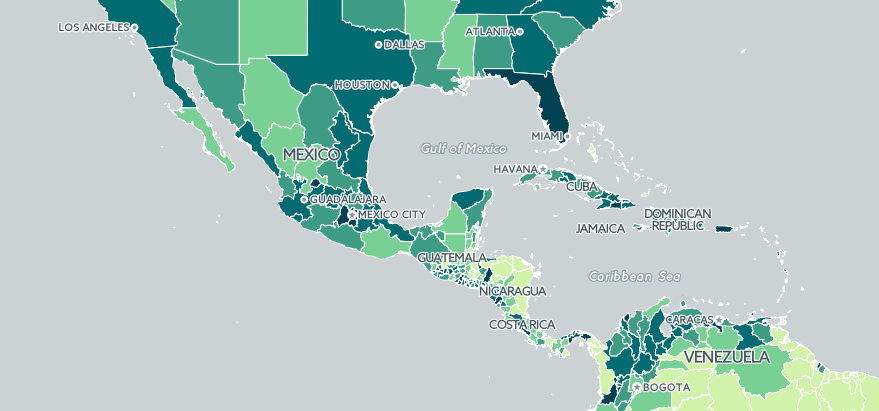 LOS ANGELES
ATLANTA
DALLAS
HOUSTON
MIAMI
Gulf of Mexico
MEXICO
HAVANA
CUBA
GUADALAJARA
MEXICO CITY
DOMINICAN
REPUBLIC
JAMAICA
GUATEMALA
Caribbean Sea
NICARAGUA
COSTA RICA
CARACAS
VENEZUELA
BOGOTA